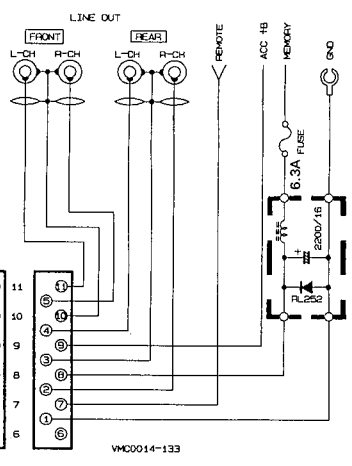 LINE OUT
FRONT
REAR
L-CH
R-CH
L-CH
R-CH
REMOTE
ACC +B
MEMORY
GND
6.3A FUSE
2200/16
+
RL252
11
10
9
8
7
6
11
5
10
4
9
3
8
2
7
1
6
VMC0014-133